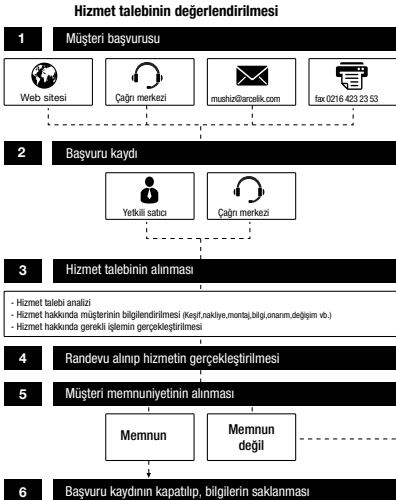 Hizmet talebinin değerlendirilmesi
1 Müşteri başvurusu
Web sitesi
Çağrı merkezi
mushiz@arcelik.com
fax 0216 423 23 53
2 Başvuru kaydı
Yetkili satıcı
Çağrı merkezi
3 Hizmet talebinin alınması
- Hizmet talebi analizi
- Hizmet hakkında müşterinin bilgilendirilmesi (Keşif,nakliye,montaj,bilgi,onarım,değişim vb.)
- Hizmet hakkında gerekli işlemin gerçekleştirilmesi
4 Randevu alınıp hizmetin gerçekleştirilmesi
5 Müşteri memnuniyetinin alınması
Memnun
Memnun
değil
6 Başvuru kaydının kapatılıp, bilgilerin saklanması